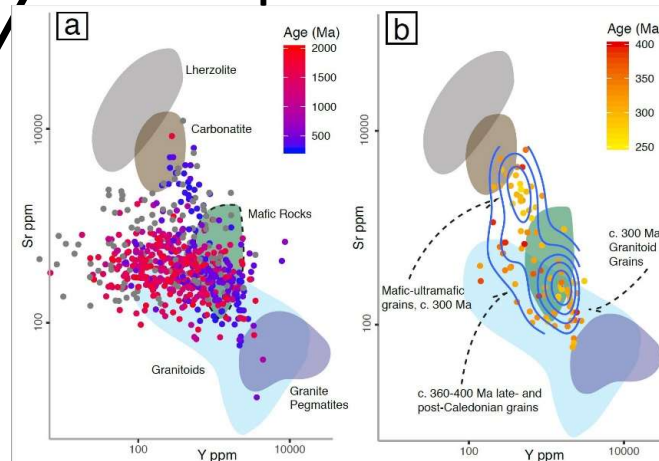 a
Age (Ma)
2000
1500
1000
500
Lherzolite
Carbonatite
Mafic Rocks
Granitoids
Granite
Pegmatites
Sr ppm
10000
100
100
10000
Y ppm
b
Age (Ma)
400
350
300
250
c. 300 Ma
Granitoid
Grains
Mafic-ultramafic
grains, c. 300 Ma
c. 360-400 Ma late- and
post-Caledonian grains
Sr ppm
10000
100
100
10000
Y ppm